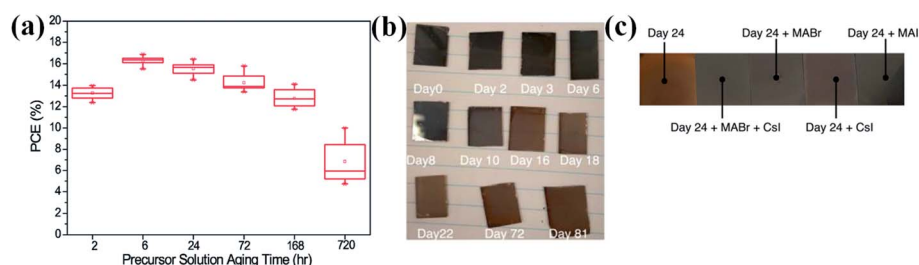 (a)
20
18
16
14
12
10
8
6
4
2
0
PCE (%)
2 6 24 72 168 720
Precursor Solution Aging Time (hr)
(b)
Day0 Day 2 Day 3 Day 6
Day8 Day 10 Day 16 Day 18
Day22 Day 72 Day 81
(c)
Day 24 Day 24 + MABr Day 24 + MAI
Day 24 + MABr + CsI Day 24 + CsI